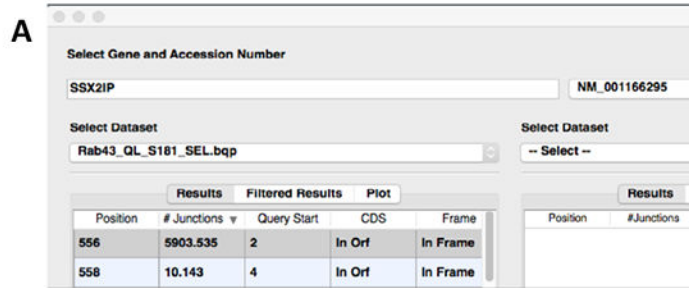 A
Select Gene and Accession Number
SSX2IP NM_001166295
Select Dataset Select Dataset
Rab43_QL_S181_SEL.bqp -- Select --
Results Filtered Results Plot Results
Position # Junctions Query Start CDS Frame Position #Junctions
556 5903.535 2 In Orf In Frame
558 10.143 4 In Orf In Frame